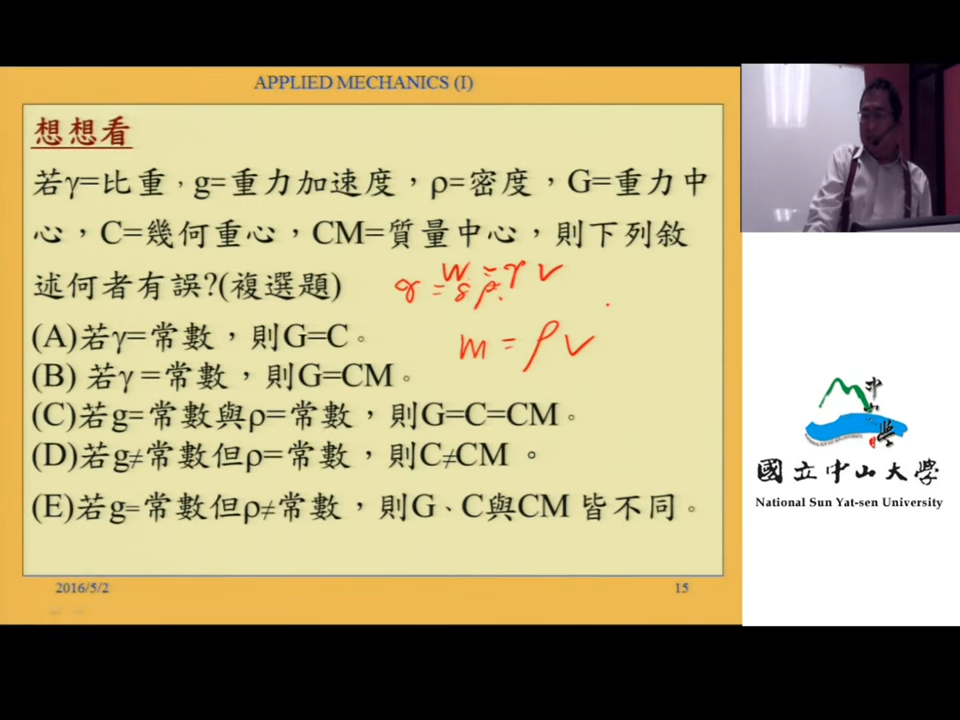 APPLIED MECHANICS (I)
想想看
若γ=比重，g=重力加速度，ρ=密度，G=重力中
心，C=幾何重心，CM=質量中心，則下列敘
述何者有誤?(複選題)
W = γ V
γ = g ρ
m = ρ V
(A)若γ=常數，則G=C。
(B) 若γ =常數，則G=CM。
(C)若g=常數與ρ=常數，則G=C=CM。
(D)若g≠常數但ρ=常數，則C≠CM 。
(E)若g=常數但ρ≠常數，則G、C與CM 皆不同。
2016/5/2
15
國立中山大學
National Sun Yat-sen University